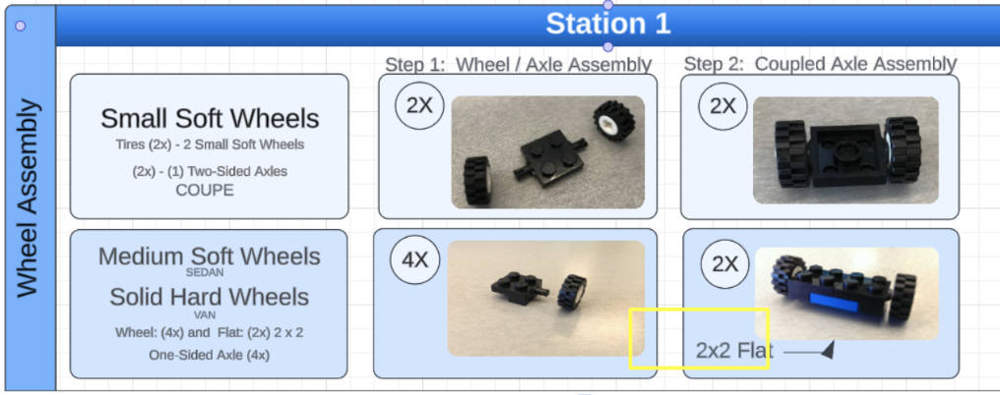 Station 1
Wheel Assembly
Step 1: Wheel / Axle Assembly
Step 2: Coupled Axle Assembly
Small Soft Wheels
Tires (2x) - 2 Small Soft Wheels
(2x) - (1) Two-Sided Axles
COUPE
2X
2X
Medium Soft Wheels
SEDAN
Solid Hard Wheels
VAN
Wheel: (4x) and Flat: (2x) 2 x 2
One-Sided Axle (4x)
4X
2X
2x2 Flat